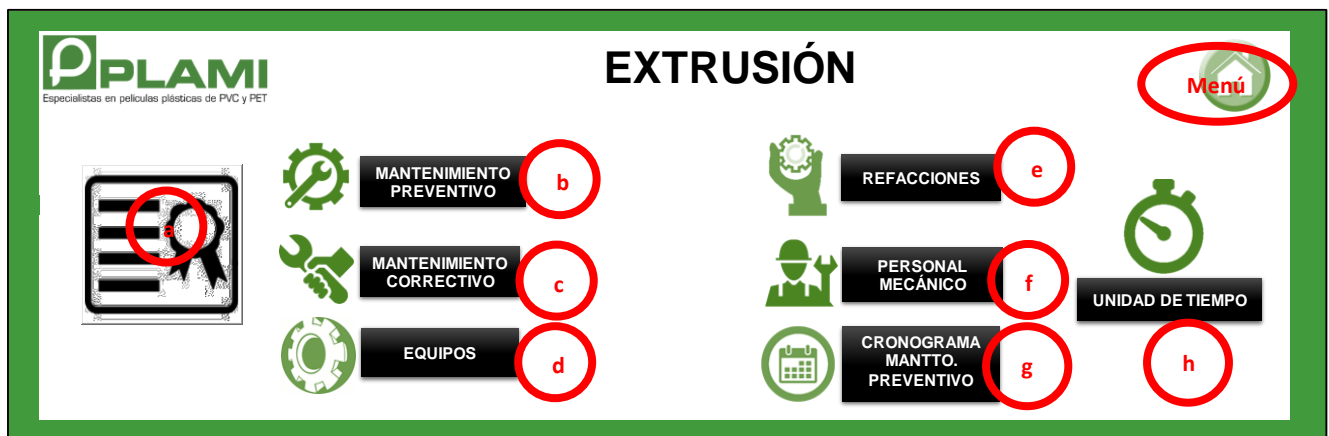 PLAMI
Especialistas en películas plásticas de PVC y PET
EXTRUSIÓN
Menú
a
MANTENIMIENTO
PREVENTIVO
b
MANTENIMIENTO
CORRECTIVO
c
EQUIPOS
d
REFACCIONES
e
PERSONAL
MECÁNICO
f
CRONOGRAMA
MANTTO.
PREVENTIVO
g
UNIDAD DE TIEMPO
h